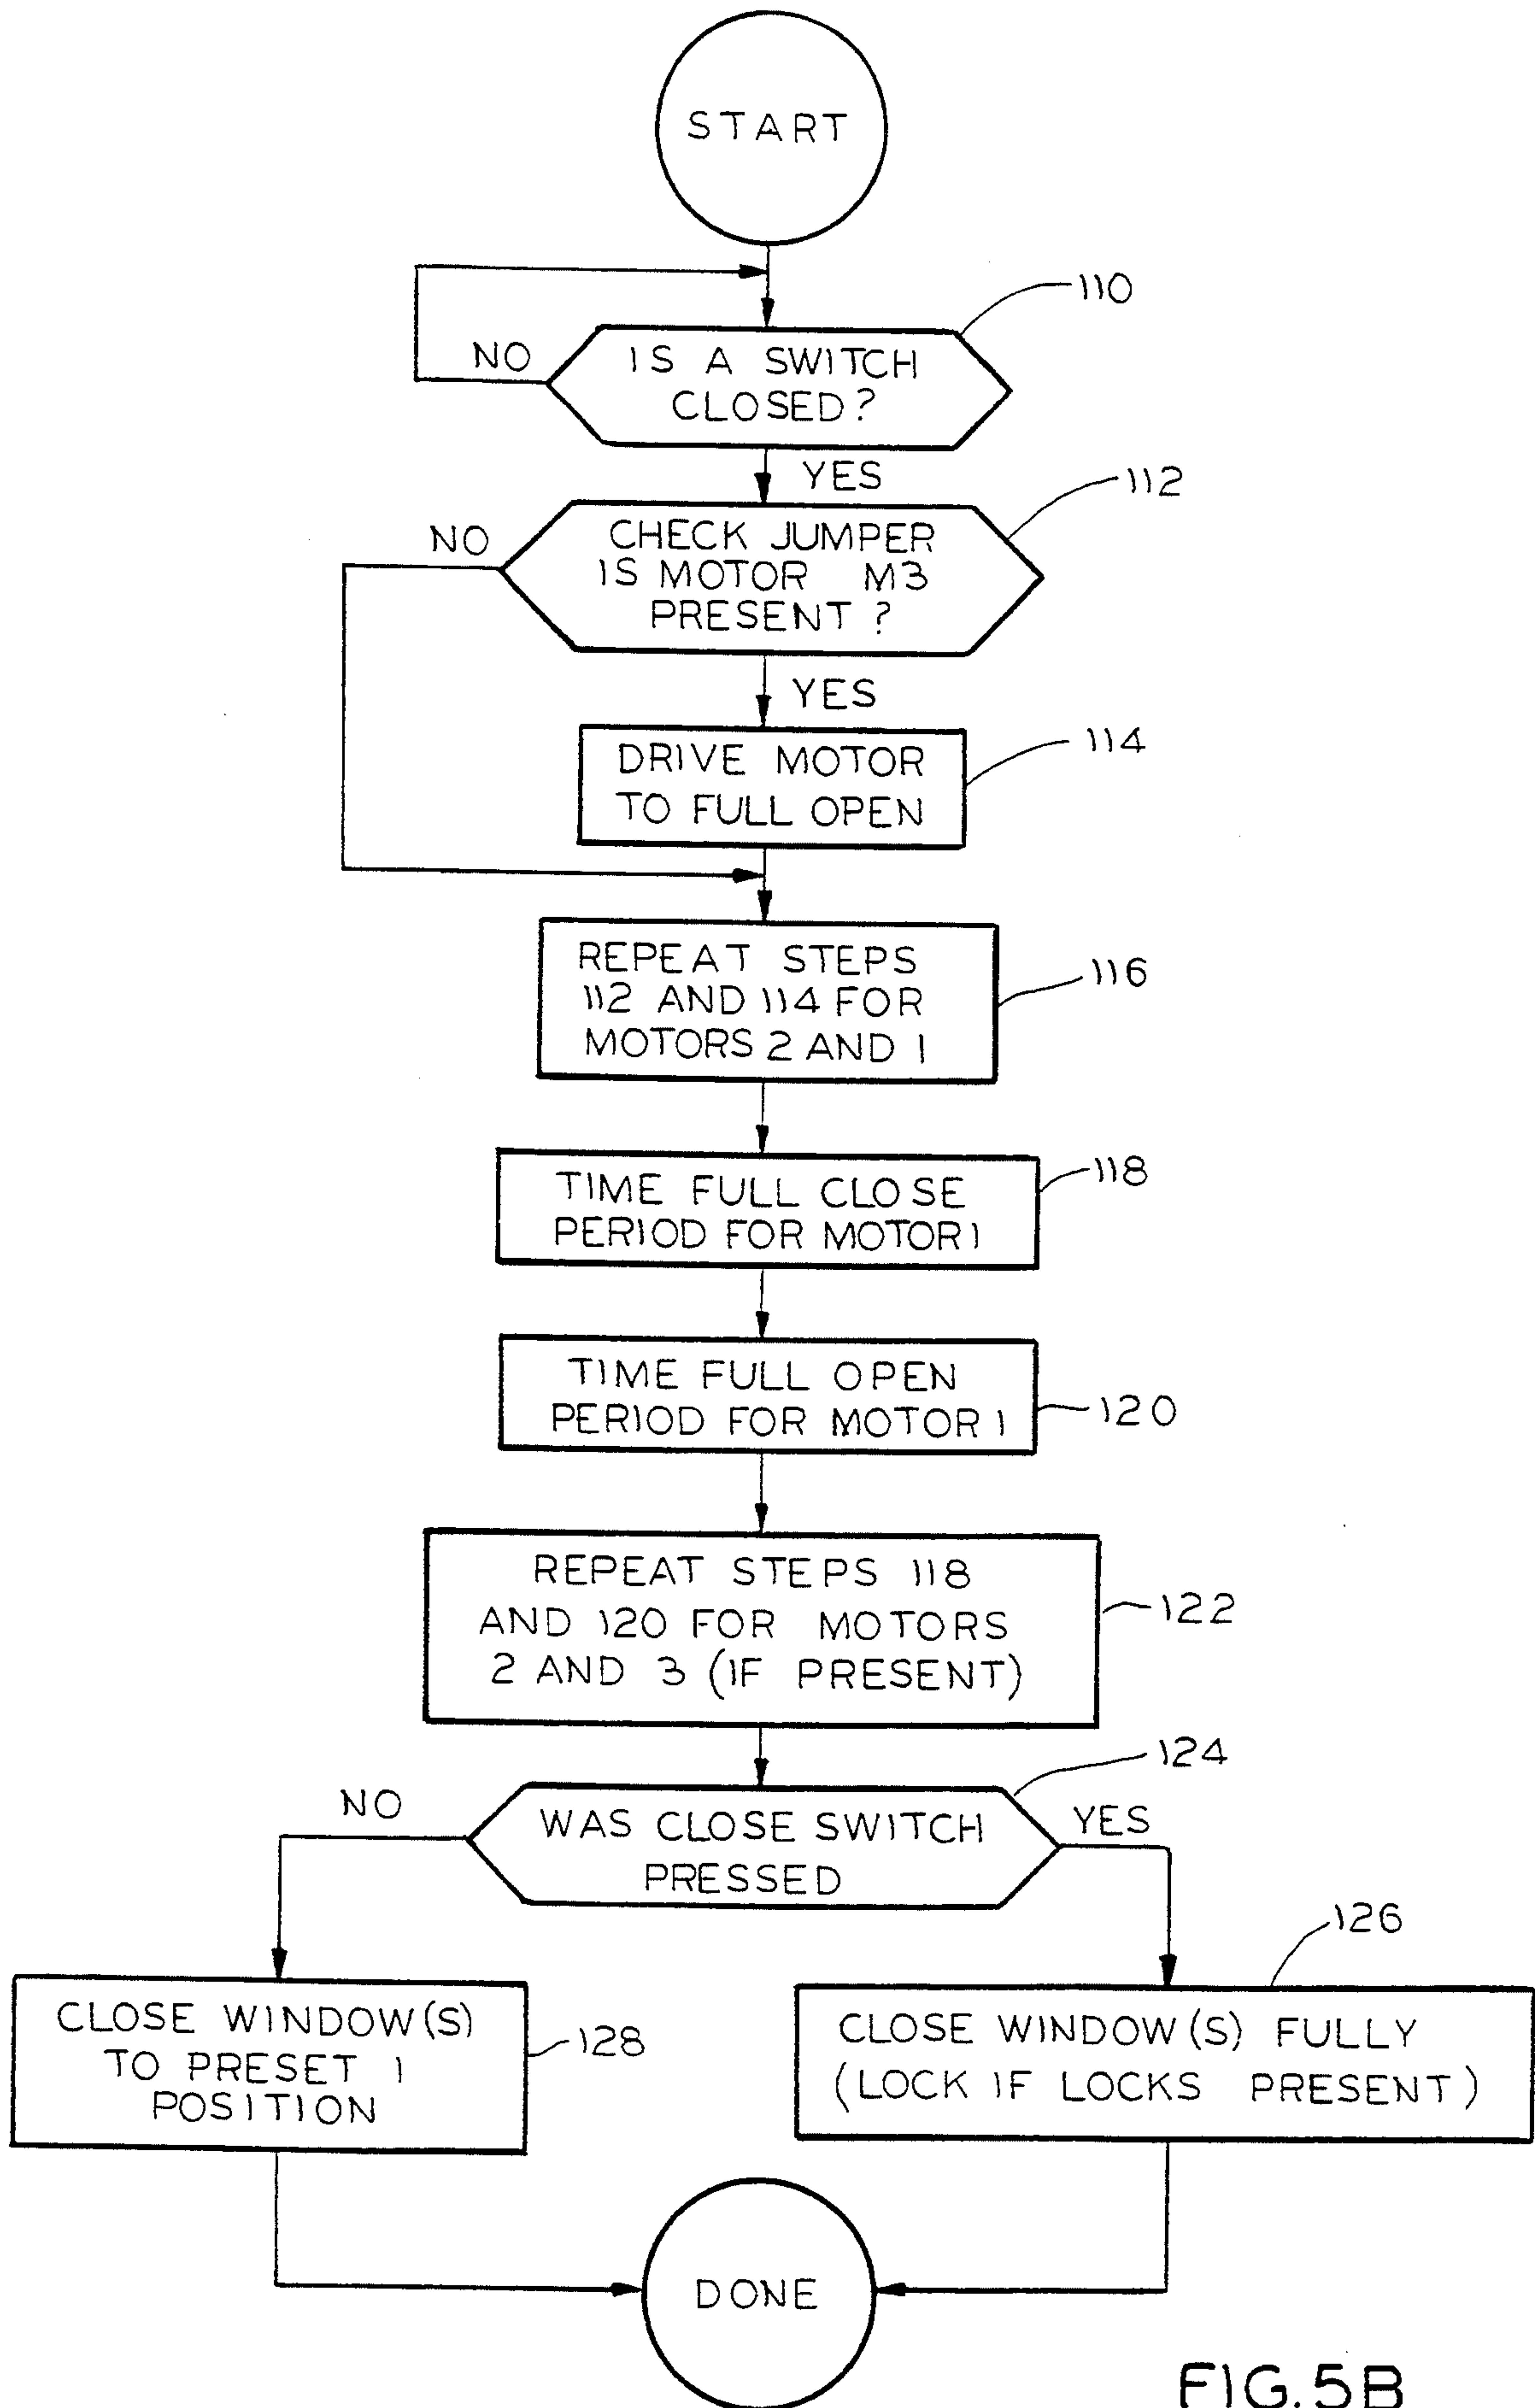 START
110
NO
IS A SWITCH
CLOSED?
YES
112
NO
CHECK JUMPER
IS MOTOR M3
PRESENT ?
YES
DRIVE MOTOR
TO FULL OPEN
114
REPEAT STEPS
112 AND 114 FOR
MOTORS 2 AND 1
116
TIME FULL CLOSE
PERIOD FOR MOTOR 1
118
TIME FULL OPEN
PERIOD FOR MOTOR 1
120
REPEAT STEPS 118
AND 120 FOR MOTORS
2 AND 3 (IF PRESENT)
122
124
NO
WAS CLOSE SWITCH
PRESSED
YES
126
CLOSE WINDOW(S)
TO PRESET 1
POSITION
128
CLOSE WINDOW(S) FULLY
(LOCK IF LOCKS PRESENT)
DONE
FIG. 5B